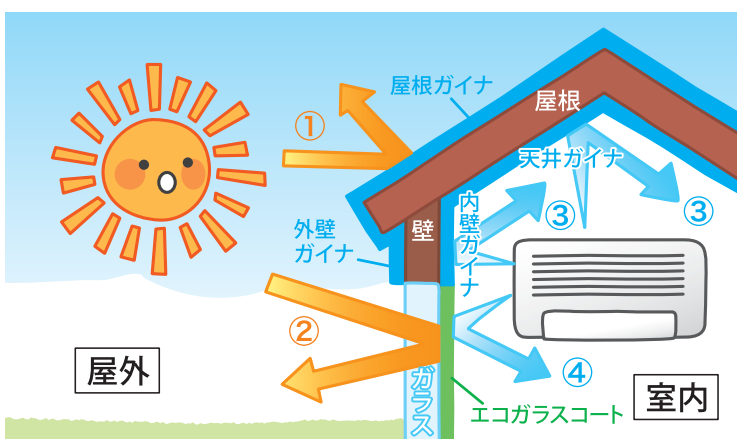 屋根ガイナ
①
屋根
天井ガイナ
③
③
内壁ガイナ
壁
外壁
ガイナ
②
④
ガラス
エコガラスコート
屋外
室内